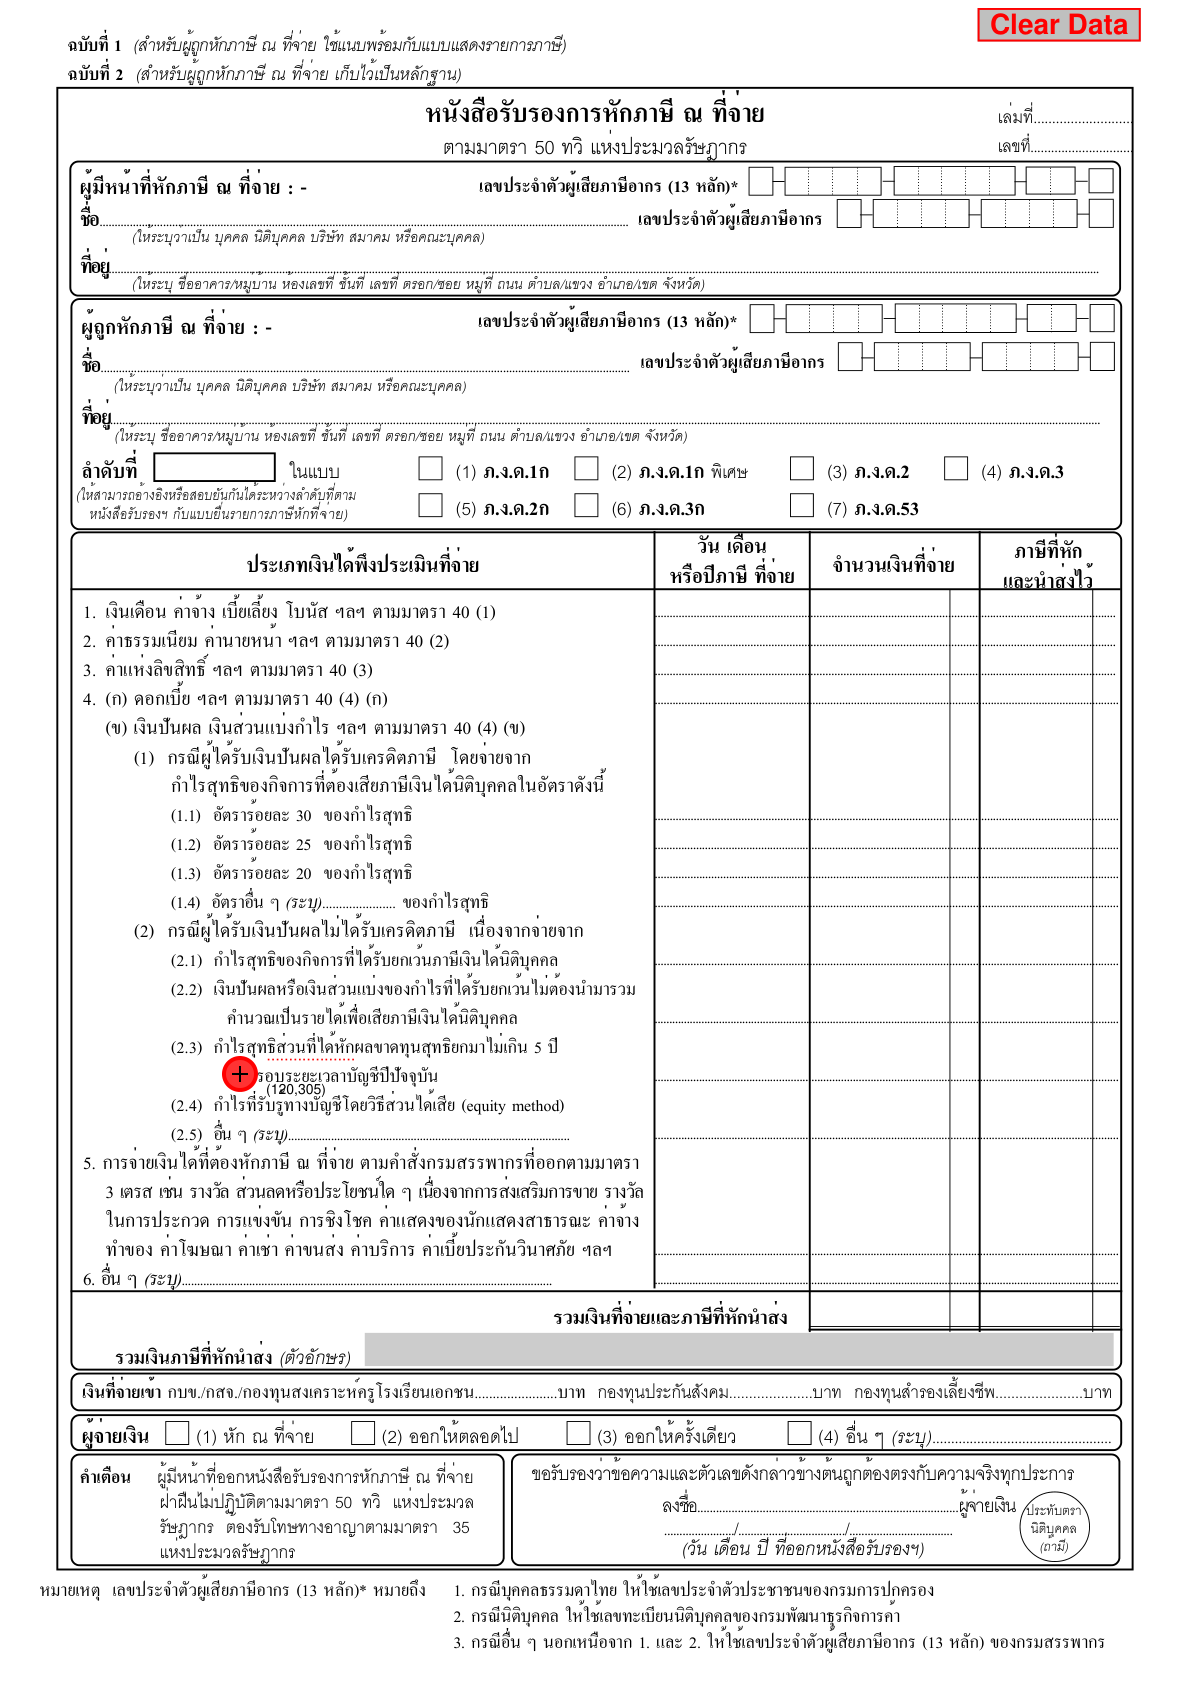 Clear Data
ฉบับที่ 1 (สำหรับผู้ถูกหักภาษี ณ ที่จ่าย ใช้แนบพร้อมกับแบบแสดงรายการภาษี)
ฉบับที่ 2 (สำหรับผู้ถูกหักภาษี ณ ที่จ่าย เก็บไว้เป็นหลักฐาน)
หนังสือรับรองการหักภาษี ณ ที่จ่าย
เล่มที่..........................
ตามมาตรา 50 ทวิ แห่งประมวลรัษฎากร
เลขที่............................
ผู้มีหน้าที่หักภาษี ณ ที่จ่าย : -
เลขประจำตัวผู้เสียภาษีอากร (13 หลัก)*
ชื่อ.......................... เลขประจำตัวผู้เสียภาษีอากร
(ให้ระบุว่าเป็น บุคคล นิติบุคคล บริษัท สมาคม หรือคณะบุคคล)
ที่อยู่..........................
(ให้ระบุ ชื่ออาคาร/หมู่บ้าน ห้องเลขที่ ชั้นที่ เลขที่ ตรอก/ซอย หมู่ที่ ถนน ตำบล/แขวง อำเภอ/เขต จังหวัด)
ผู้ถูกหักภาษี ณ ที่จ่าย : -
เลขประจำตัวผู้เสียภาษีอากร (13 หลัก)*
ชื่อ.......................... เลขประจำตัวผู้เสียภาษีอากร
(ให้ระบุว่าเป็น บุคคล นิติบุคคล บริษัท สมาคม หรือคณะบุคคล)
ที่อยู่..........................
(ให้ระบุ ชื่ออาคาร/หมู่บ้าน ห้องเลขที่ ชั้นที่ เลขที่ ตรอก/ซอย หมู่ที่ ถนน ตำบล/แขวง อำเภอ/เขต จังหวัด)
ลำดับที่ ในแบบ (1) ภ.ง.ด.1ก (2) ภ.ง.ด.1ก พิเศษ (3) ภ.ง.ด.2 (4) ภ.ง.ด.3
(ให้สามารถอ้างอิงหรือสอบยันกันได้ระหว่างลำดับที่ตาม
หนังสือรับรองฯ กับแบบยื่นรายการภาษีหักที่จ่าย)
(5) ภ.ง.ด.2ก (6) ภ.ง.ด.3ก (7) ภ.ง.ด.53
ประเภทเงินได้พึงประเมินที่จ่าย
วัน เดือน
หรือปีภาษี ที่จ่าย
จำนวนเงินที่จ่าย
ภาษีที่หัก
และนำส่งไว้
1. เงินเดือน ค่าจ้าง เบี้ยเลี้ยง โบนัส ฯลฯ ตามมาตรา 40 (1)
2. ค่าธรรมเนียม ค่านายหน้า ฯลฯ ตามมาตรา 40 (2)
3. ค่าแห่งลิขสิทธิ์ ฯลฯ ตามมาตรา 40 (3)
4. (ก) ดอกเบี้ย ฯลฯ ตามมาตรา 40 (4) (ก)
(ข) เงินปันผล เงินส่วนแบ่งกำไร ฯลฯ ตามมาตรา 40 (4) (ข)
(1) กรณีผู้ได้รับเงินปันผลได้รับเครดิตภาษี โดยจ่ายจาก
กำไรสุทธิของกิจการที่ต้องเสียภาษีเงินได้นิติบุคคลในอัตราดังนี้
(1.1) อัตราร้อยละ 30 ของกำไรสุทธิ
(1.2) อัตราร้อยละ 25 ของกำไรสุทธิ
(1.3) อัตราร้อยละ 20 ของกำไรสุทธิ
(1.4) อัตราอื่น ๆ (ระบุ)...................... ของกำไรสุทธิ
(2) กรณีผู้ได้รับเงินปันผลไม่ได้รับเครดิตภาษี เนื่องจากจ่ายจาก
(2.1) กำไรสุทธิของกิจการที่ได้รับยกเว้นภาษีเงินได้นิติบุคคล
(2.2) เงินปันผลหรือเงินส่วนแบ่งของกำไรที่ได้รับยกเว้นไม่ต้องนำมารวม
คำนวณเป็นรายได้เพื่อเสียภาษีเงินได้นิติบุคคล
(2.3) กำไรสุทธิส่วนที่ได้หักผลขาดทุนสุทธิยกมาไม่เกิน 5 ปี
รอบระยะเวลาบัญชีปีปัจจุบัน
(120,305)
(2.4) กำไรที่รับรู้ทางบัญชีโดยวิธีส่วนได้เสีย (equity method)
(2.5) อื่น ๆ (ระบุ)..........................
5. การจ่ายเงินได้ที่ต้องหักภาษี ณ ที่จ่าย ตามคำสั่งกรมสรรพากรที่ออกตามมาตรา
3 เตรส เช่น รางวัล ส่วนลดหรือประโยชน์ใด ๆ เนื่องจากการส่งเสริมการขาย รางวัล
ในการประกวด การแข่งขัน การชิงโชค ค่าแสดงของนักแสดงสาธารณะ ค่าจ้าง
ทำของ ค่าโฆษณา ค่าเช่า ค่าขนส่ง ค่าบริการ ค่าเบี้ยประกันวินาศภัย ฯลฯ
6. อื่น ๆ (ระบุ)..........................
รวมเงินที่จ่ายและภาษีที่หักนำส่ง
รวมเงินภาษีที่หักนำส่ง (ตัวอักษร)
เงินที่จ่ายเข้า กบข./กสจ./กองทุนสงเคราะห์ครูโรงเรียนเอกชน......................บาท กองทุนประกันสังคม......................บาท กองทุนสำรองเลี้ยงชีพ......................บาท
ผู้จ่ายเงิน (1) หัก ณ ที่จ่าย (2) ออกให้ตลอดไป (3) ออกให้ครั้งเดียว (4) อื่น ๆ (ระบุ)..........................
คำเตือน ผู้มีหน้าที่ออกหนังสือรับรองการหักภาษี ณ ที่จ่าย
ฝ่าฝืนไม่ปฏิบัติตามมาตรา 50 ทวิ แห่งประมวล
รัษฎากร ต้องรับโทษทางอาญาตามมาตรา 35
แห่งประมวลรัษฎากร
ขอรับรองว่าข้อความและตัวเลขดังกล่าวข้างต้นถูกต้องตรงกับความจริงทุกประการ
ลงชื่อ..........................ผู้จ่ายเงิน
................../........................../..........................
(วัน เดือน ปี ที่ออกหนังสือรับรองฯ)
ประทับตรา
นิติบุคคล
(ถ้ามี)
หมายเหตุ เลขประจำตัวผู้เสียภาษีอากร (13 หลัก)* หมายถึง 1. กรณีบุคคลธรรมดาไทย ให้ใช้เลขประจำตัวประชาชนของกรมการปกครอง
2. กรณีนิติบุคคล ให้ใช้เลขทะเบียนนิติบุคคลของกรมพัฒนาธุรกิจการค้า
3. กรณีอื่น ๆ นอกเหนือจาก 1. และ 2. ให้ใช้เลขประจำตัวผู้เสียภาษีอากร (13 หลัก) ของกรมสรรพากร